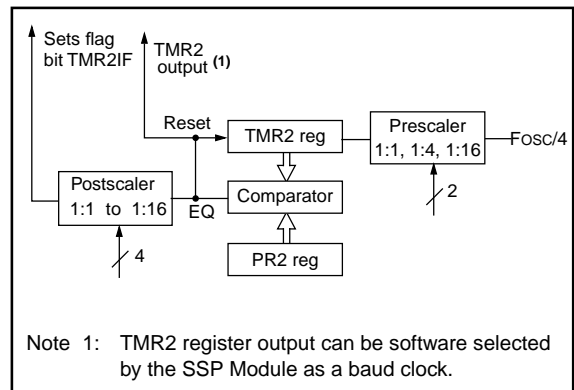 Sets flag
bit TMR2IF
TMR2
output (1)
Reset
TMR2 reg
Prescaler
1:1, 1:4, 1:16
FOSC/4
2
Postscaler
1:1 to 1:16
EQ
Comparator
4
PR2 reg
Note 1: TMR2 register output can be software selected
by the SSP Module as a baud clock.